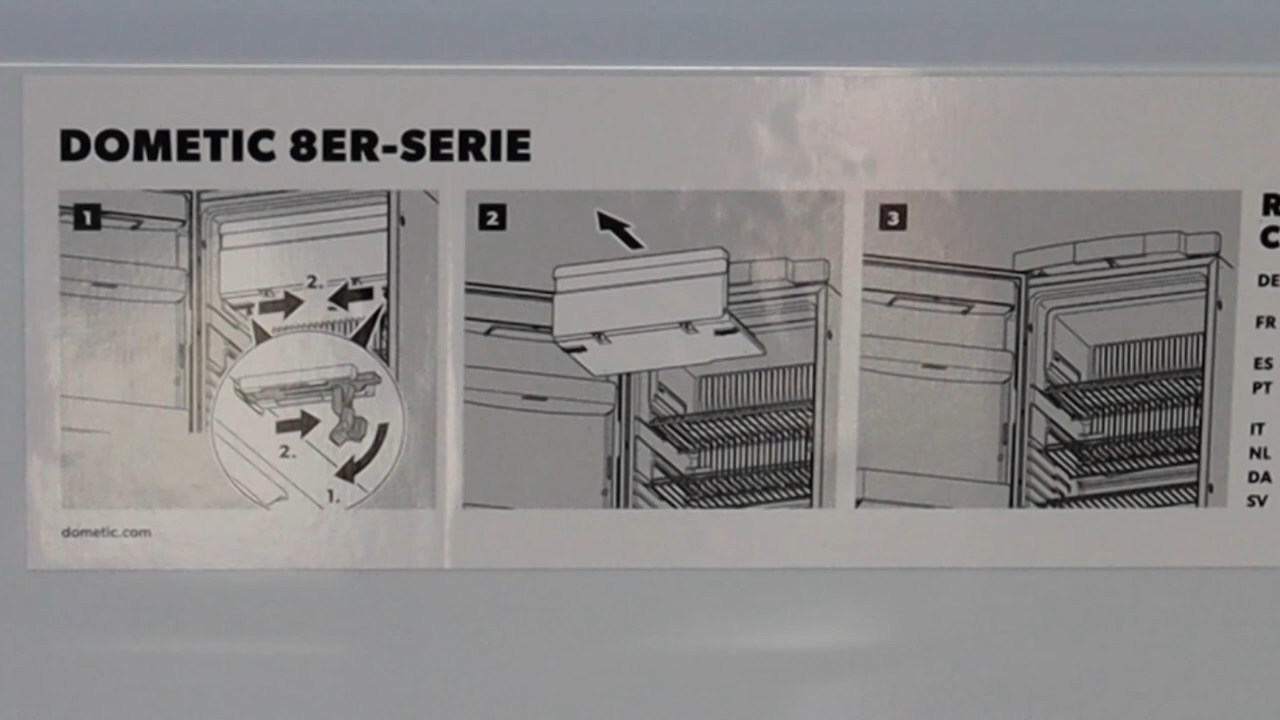 DOMETIC 8ER-SERIE
1
2.
2.
1.
2
3
R
C
DE
FR
ES
PT
IT
NL
DA
SV
dometic.com